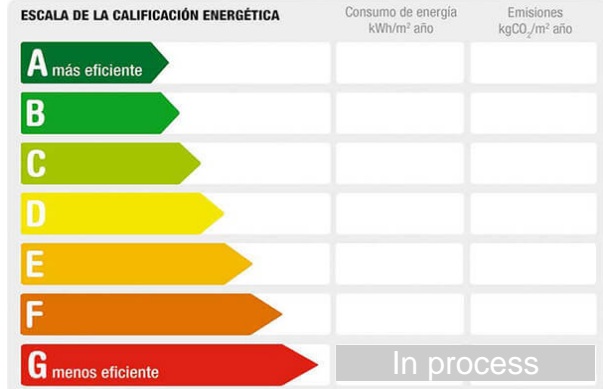 ESCALA DE LA CALIFICACIÓN ENERGÉTICA
Consumo de energía
kWh/m² año
Emisiones
kgCO₂/m² año
A más eficiente
B
C
D
E
F
G menos eficiente
In process